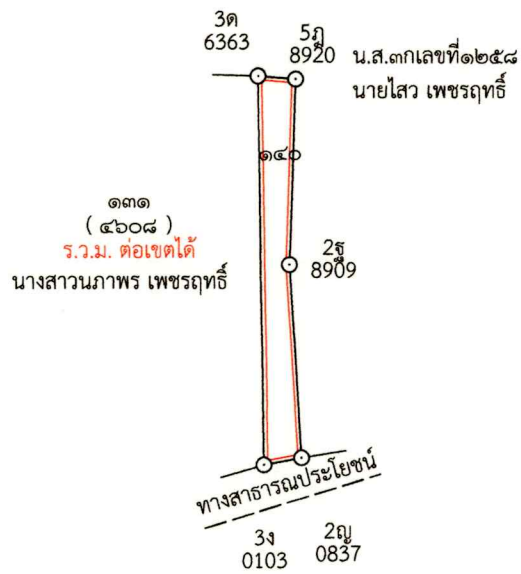 3ด
6363
5ฎ
8920
น.ส.๓กเลขที่๑๒๕๘
นายไสว เพชรฤทธิ์
๑๔๐
๑๓๑
( ๔๖๐๘ )
ร.ว.ม. ต่อเขตได้
นางสาวนภาพร เพชรฤทธิ์
2ฐ
8909
ทางสาธารณประโยชน์
3ง
0103
2ญ
0837